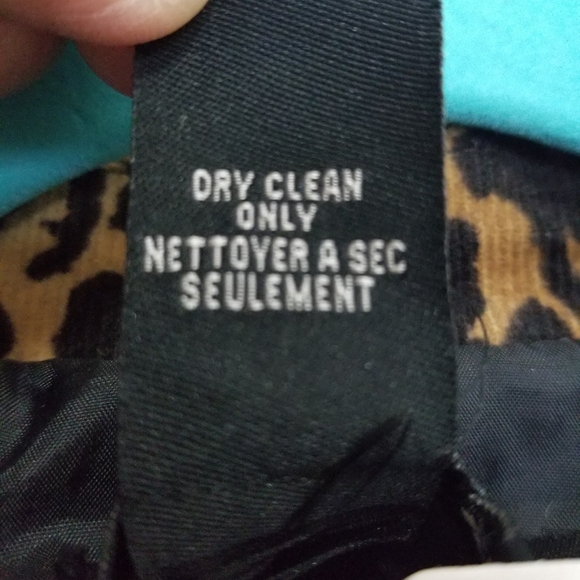 DRY CLEAN
ONLY
NETTOYER A SEC
SEULEMENT